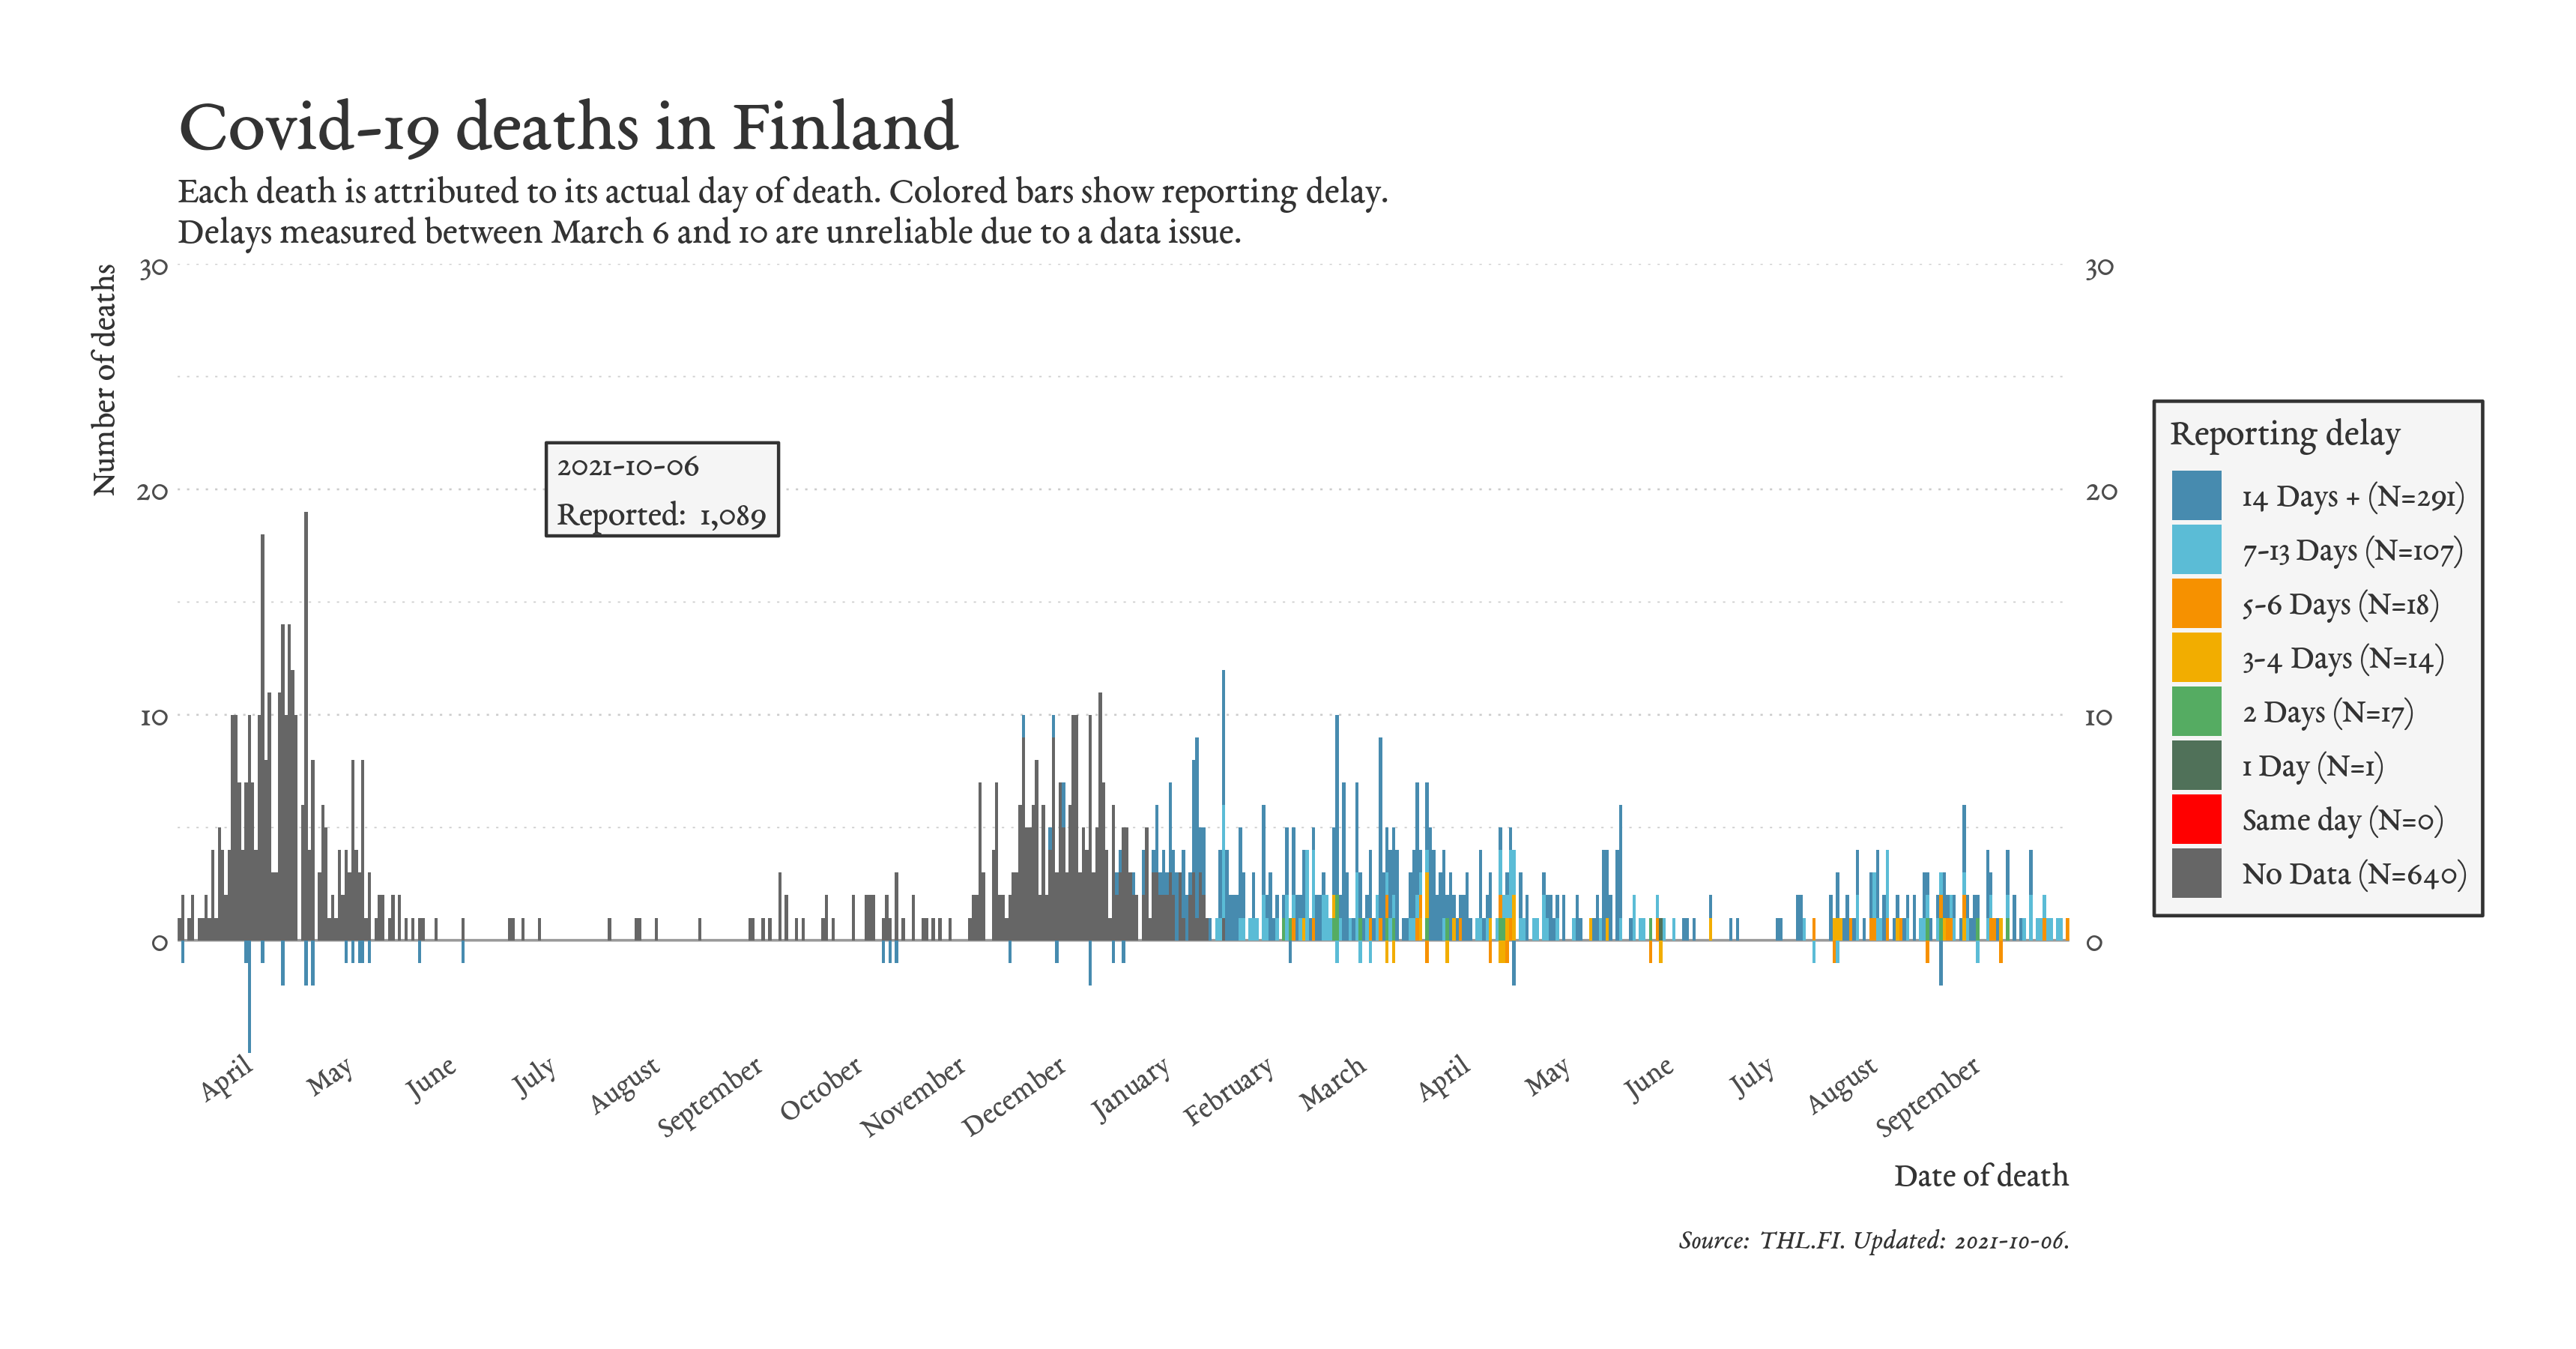 Covid-19 deaths in Finland
Each death is attributed to its actual day of death. Colored bars show reporting delay.
Delays measured between March 6 and 10 are unreliable due to a data issue.
Number of deaths
30
20
10
0
30
20
10
0
2021-10-06
Reported: 1,089
Reporting delay
14 Days + (N=291)
7-13 Days (N=107)
5-6 Days (N=18)
3-4 Days (N=14)
2 Days (N=17)
1 Day (N=1)
Same day (N=0)
No Data (N=640)
April
May
June
July
August
September
October
November
December
January
February
March
April
May
June
July
August
September
Date of death
Source: THL.FI. Updated: 2021-10-06.